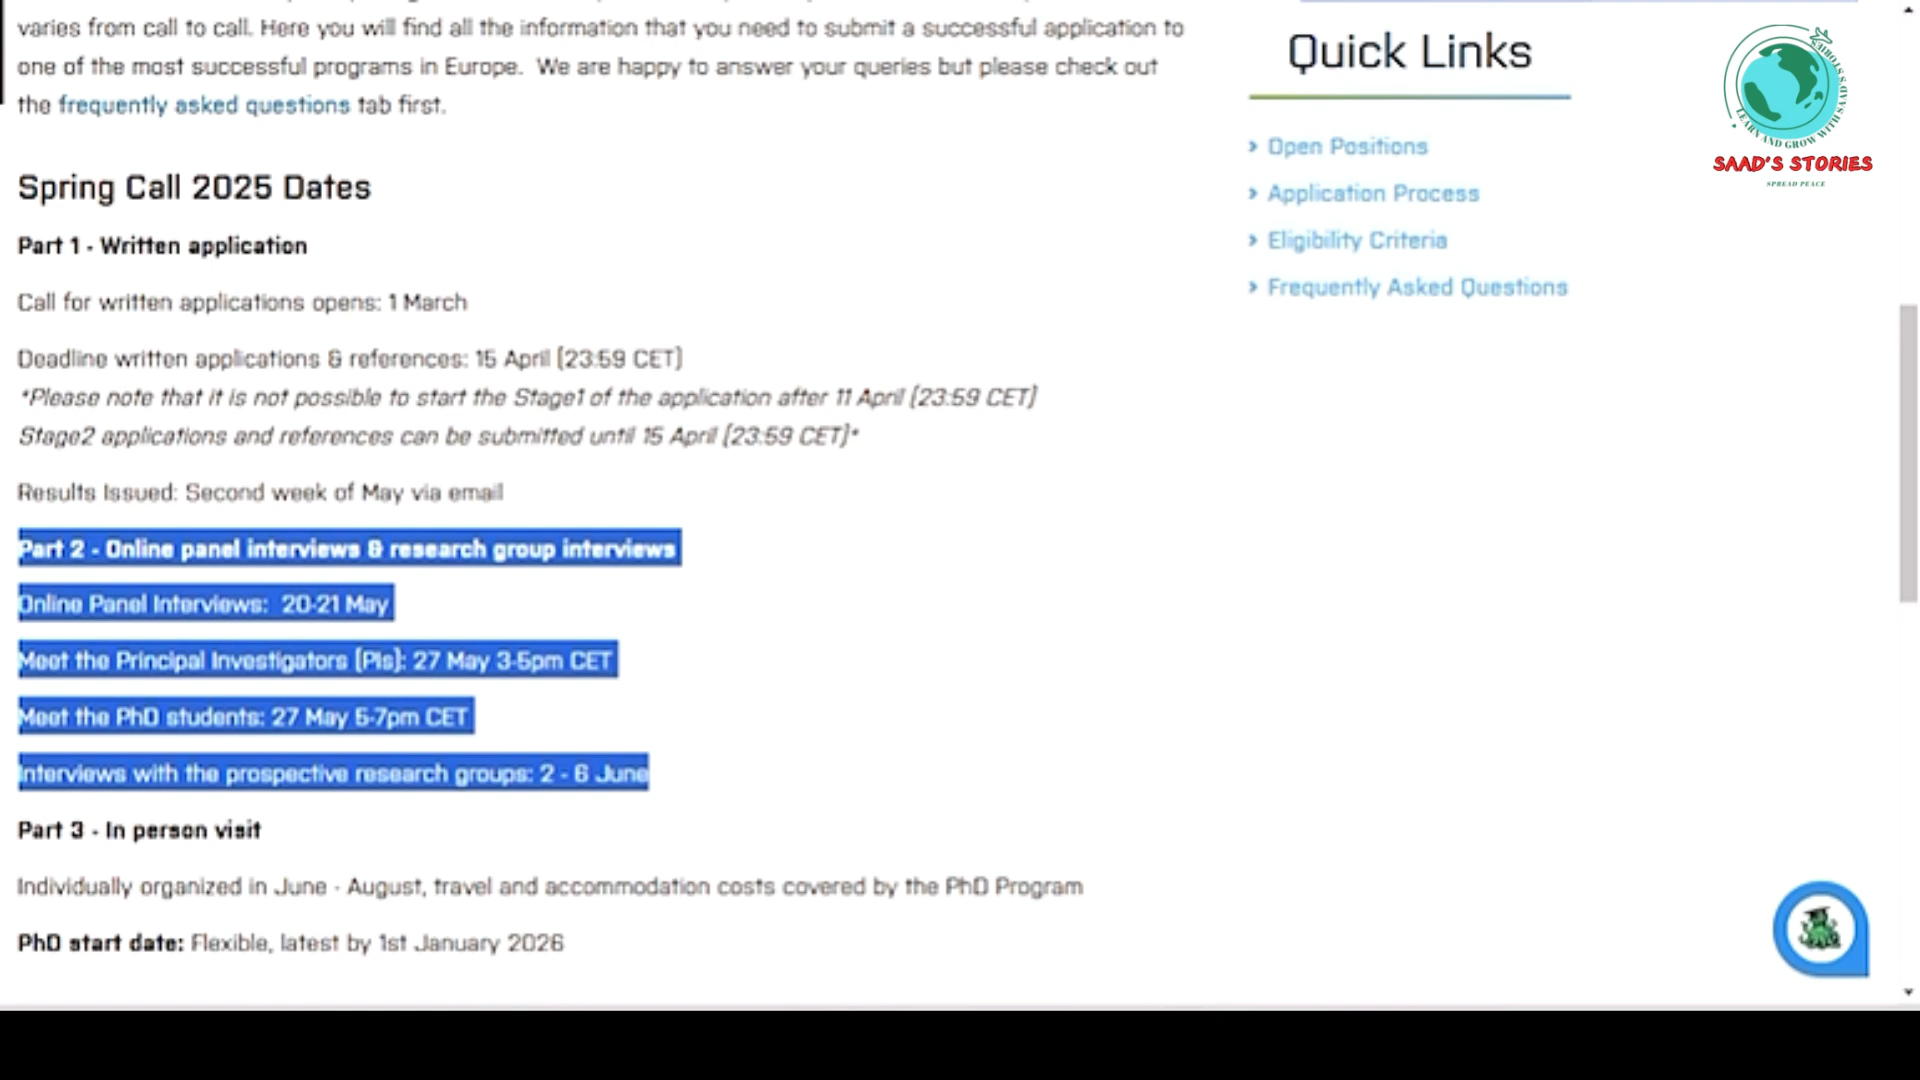 varies from call to call. Here you will find all the information that you need to submit a successful application to
one of the most successful programs in Europe.  We are happy to answer your queries but please check out
the frequently asked questions tab first.
Spring Call 2025 Dates
Part 1 - Written application
Call for written applications opens: 1 March
Deadline written applications & references: 15 April (23:59 CET)
*Please note that it is not possible to start the Stage1 of the application after 11 April (23:59 CET)
Stage2 applications and references can be submitted until 15 April (23:59 CET)*
Results Issued: Second week of May via email
Part 2 - Online panel interviews & research group interviews
Online Panel Interviews:  20-21 May
Meet the Principal Investigators (PIs): 27 May 3-5pm CET
Meet the PhD students: 27 May 5-7pm CET
Interviews with the prospective research groups: 2 - 6 June
Part 3 - In person visit
Individually organized in June - August, travel and accommodation costs covered by the PhD Program
PhD start date: Flexible, latest by 1st January 2026
Quick Links
Open Positions
Application Process
Eligibility Criteria
Frequently Asked Questions
LEARN AND GROW WITH SAAD'S STORIES
SAAD'S STORIES
SPREAD PEACE